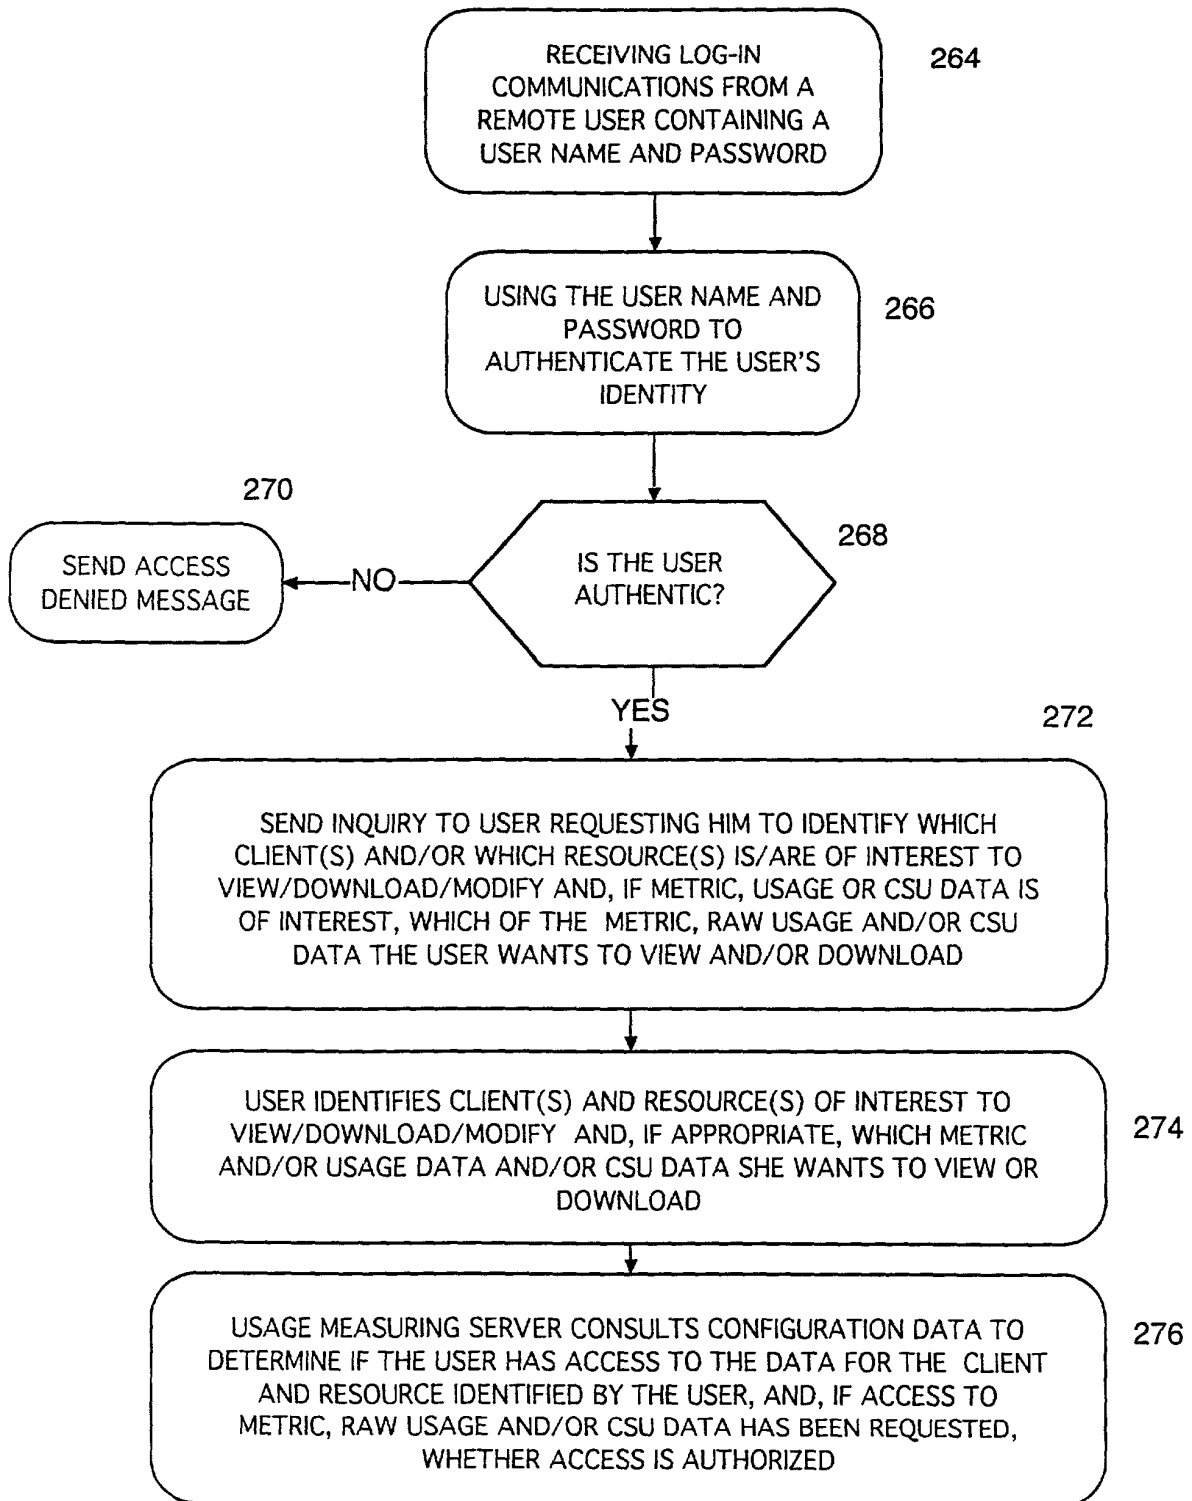 RECEIVING LOG-IN
COMMUNICATIONS FROM A
REMOTE USER CONTAINING A
USER NAME AND PASSWORD
264
USING THE USER NAME AND
PASSWORD TO
AUTHENTICATE THE USER'S
IDENTITY
266
270
SEND ACCESS
DENIED MESSAGE
NO
IS THE USER
AUTHENTIC?
268
YES
272
SEND INQUIRY TO USER REQUESTING HIM TO IDENTIFY WHICH
CLIENT(S) AND/OR WHICH RESOURCE(S) IS/ARE OF INTEREST TO
VIEW/DOWNLOAD/MODIFY AND, IF METRIC, USAGE OR CSU DATA IS
OF INTEREST, WHICH OF THE METRIC, RAW USAGE AND/OR CSU
DATA THE USER WANTS TO VIEW AND/OR DOWNLOAD
USER IDENTIFIES CLIENT(S) AND RESOURCE(S) OF INTEREST TO
VIEW/DOWNLOAD/MODIFY AND, IF APPROPRIATE, WHICH METRIC
AND/OR USAGE DATA AND/OR CSU DATA SHE WANTS TO VIEW OR
DOWNLOAD
274
USAGE MEASURING SERVER CONSULTS CONFIGURATION DATA TO
DETERMINE IF THE USER HAS ACCESS TO THE DATA FOR THE CLIENT
AND RESOURCE IDENTIFIED BY THE USER, AND, IF ACCESS TO
METRIC, RAW USAGE AND/OR CSU DATA HAS BEEN REQUESTED,
WHETHER ACCESS IS AUTHORIZED
276